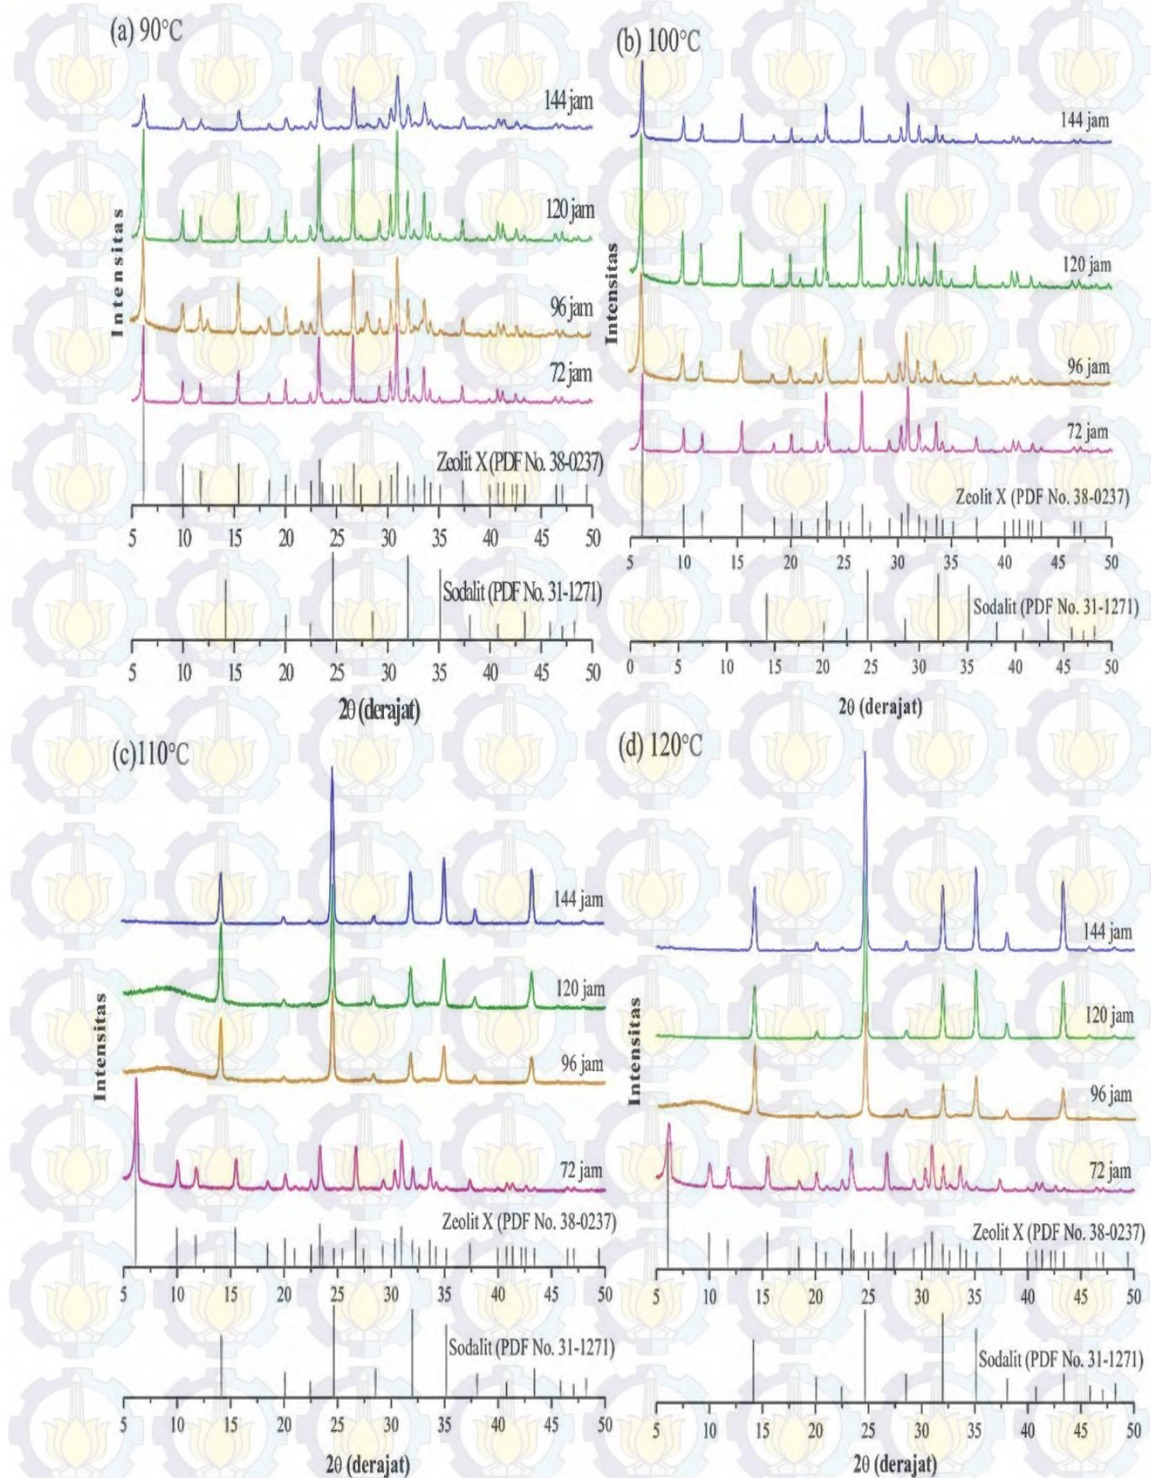 (a) 90°C
144 jam
120 jam
96 jam
72 jam
Intensitas
Zeolit X (PDF No. 38-0237)
5 10 15 20 25 30 35 40 45 50
Sodalit (PDF No. 31-1271)
5 10 15 20 25 30 35 40 45 50
2θ (derajat)
(b) 100°C
144 jam
120 jam
96 jam
72 jam
Intensitas
Zeolit X (PDF No. 38-0237)
5 10 15 20 25 30 35 40 45 50
Sodalit (PDF No. 31-1271)
0 5 10 15 20 25 30 35 40 45 50
2θ (derajat)
(c)110°C
144 jam
120 jam
96 jam
72 jam
Intensitas
Zeolit X (PDF No. 38-0237)
5 10 15 20 25 30 35 40 45 50
Sodalit (PDF No. 31-1271)
5 10 15 20 25 30 35 40 45 50
2θ (derajat)
(d) 120°C
144 jam
120 jam
96 jam
72 jam
Intensitas
Zeolit X (PDF No. 38-0237)
5 10 15 20 25 30 35 40 45 50
Sodalit (PDF No. 31-1271)
5 10 15 20 25 30 35 40 45 50
2θ (derajat)